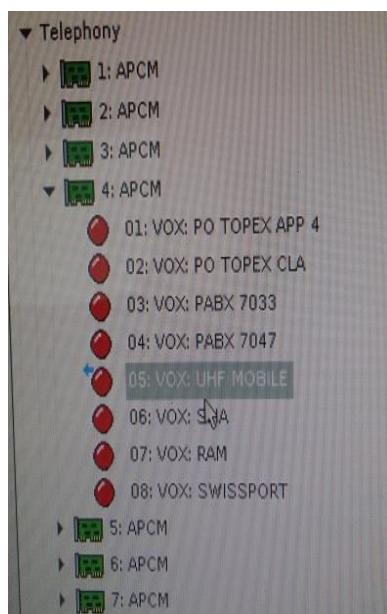 Telephony
1: APCM
2: APCM
3: APCM
4: APCM
01: VOX: PO TOPEX APP 4
02: VOX: PO TOPEX CLA
03: VOX: PABX 7033
04: VOX: PABX 7047
05: VOX: UHF MOBILE
06: VOX:
07: VOX: RAM
08: VOX: SWISSPORT
5: APCM
6: APCM
7: APCM